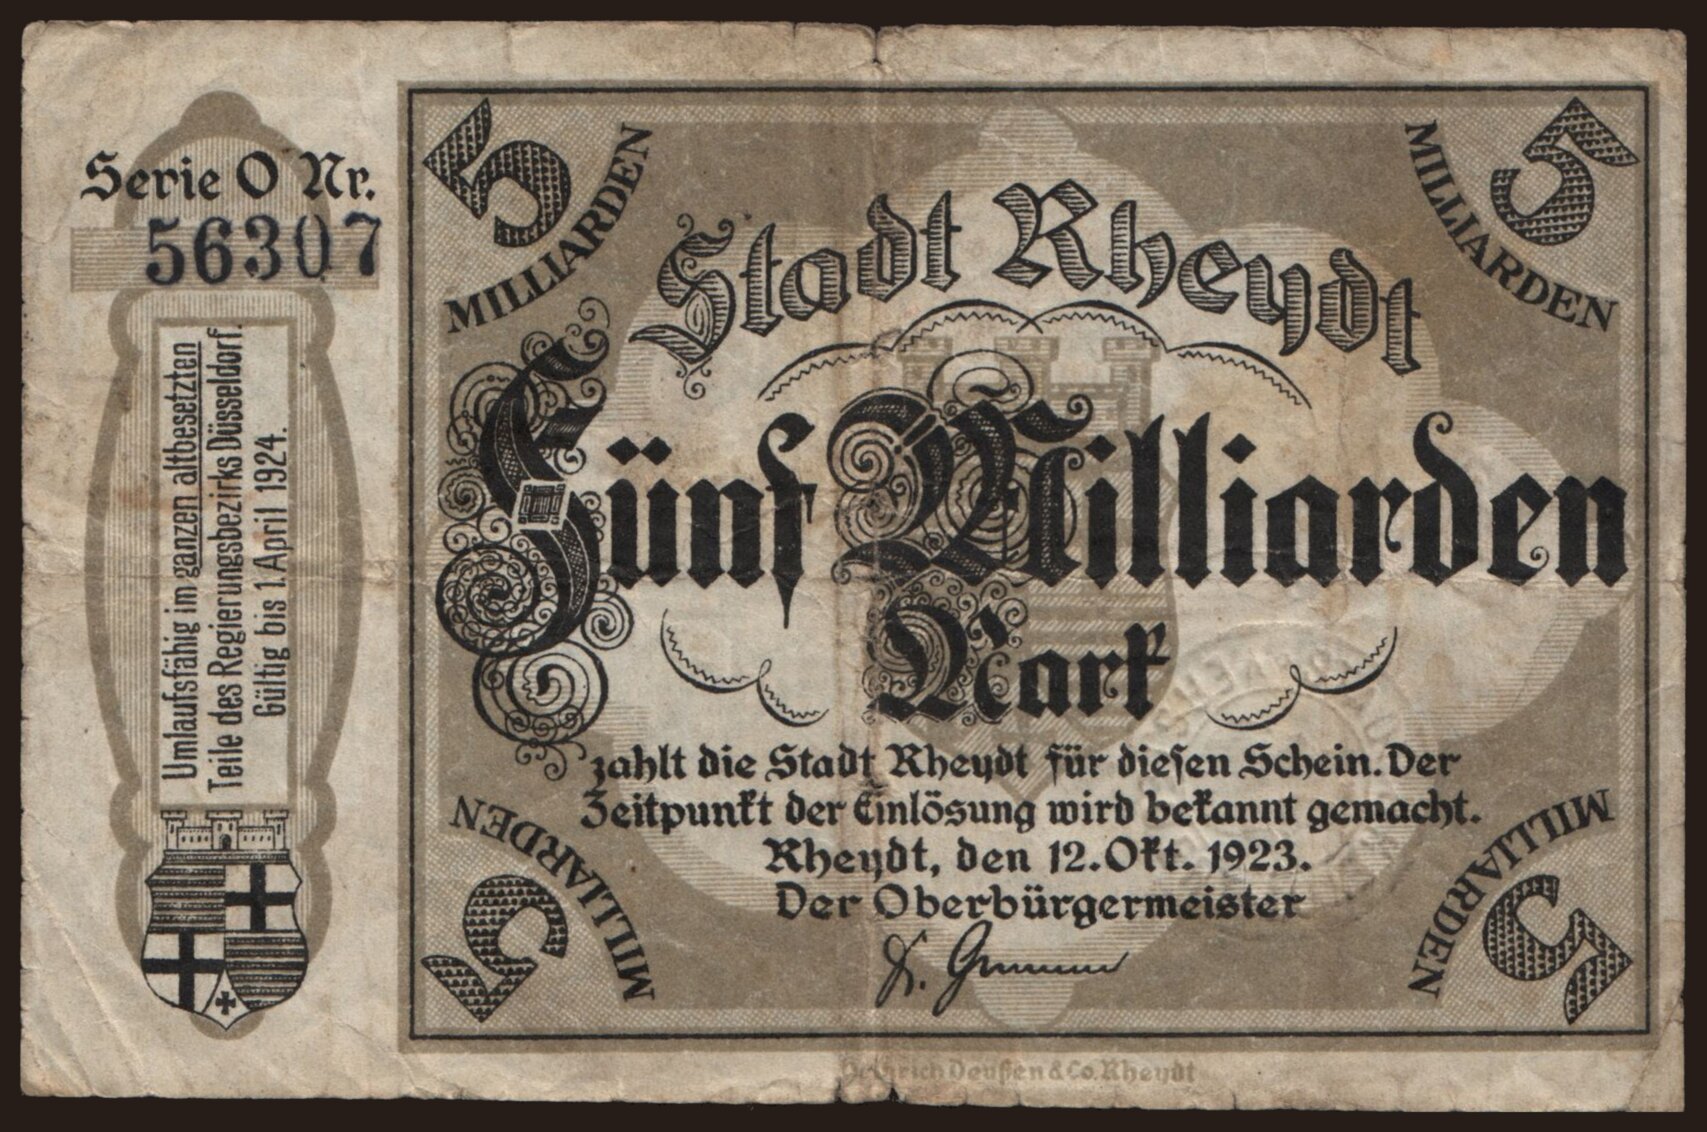 Serie O Nr.
56307
Umlaufsfähig im ganzen altbesetzten
Teile des Regierungsbezirks Düsseldorf.
Gültig bis 1. April 1924.
5
MILLIARDEN
5
MILLIARDEN
Stadt Rheydt
Fünf Milliarden
Mark
zahlt die Stadt Rheydt für diesen Schein. Der
Zeitpunkt der Einlösung wird bekannt gemacht.
Rheydt, den 12. Okt. 1923.
Der Oberbürgermeister
5
MILLIARDEN
5
MILLIARDEN
Heinrich Deußen & Co. Rheydt